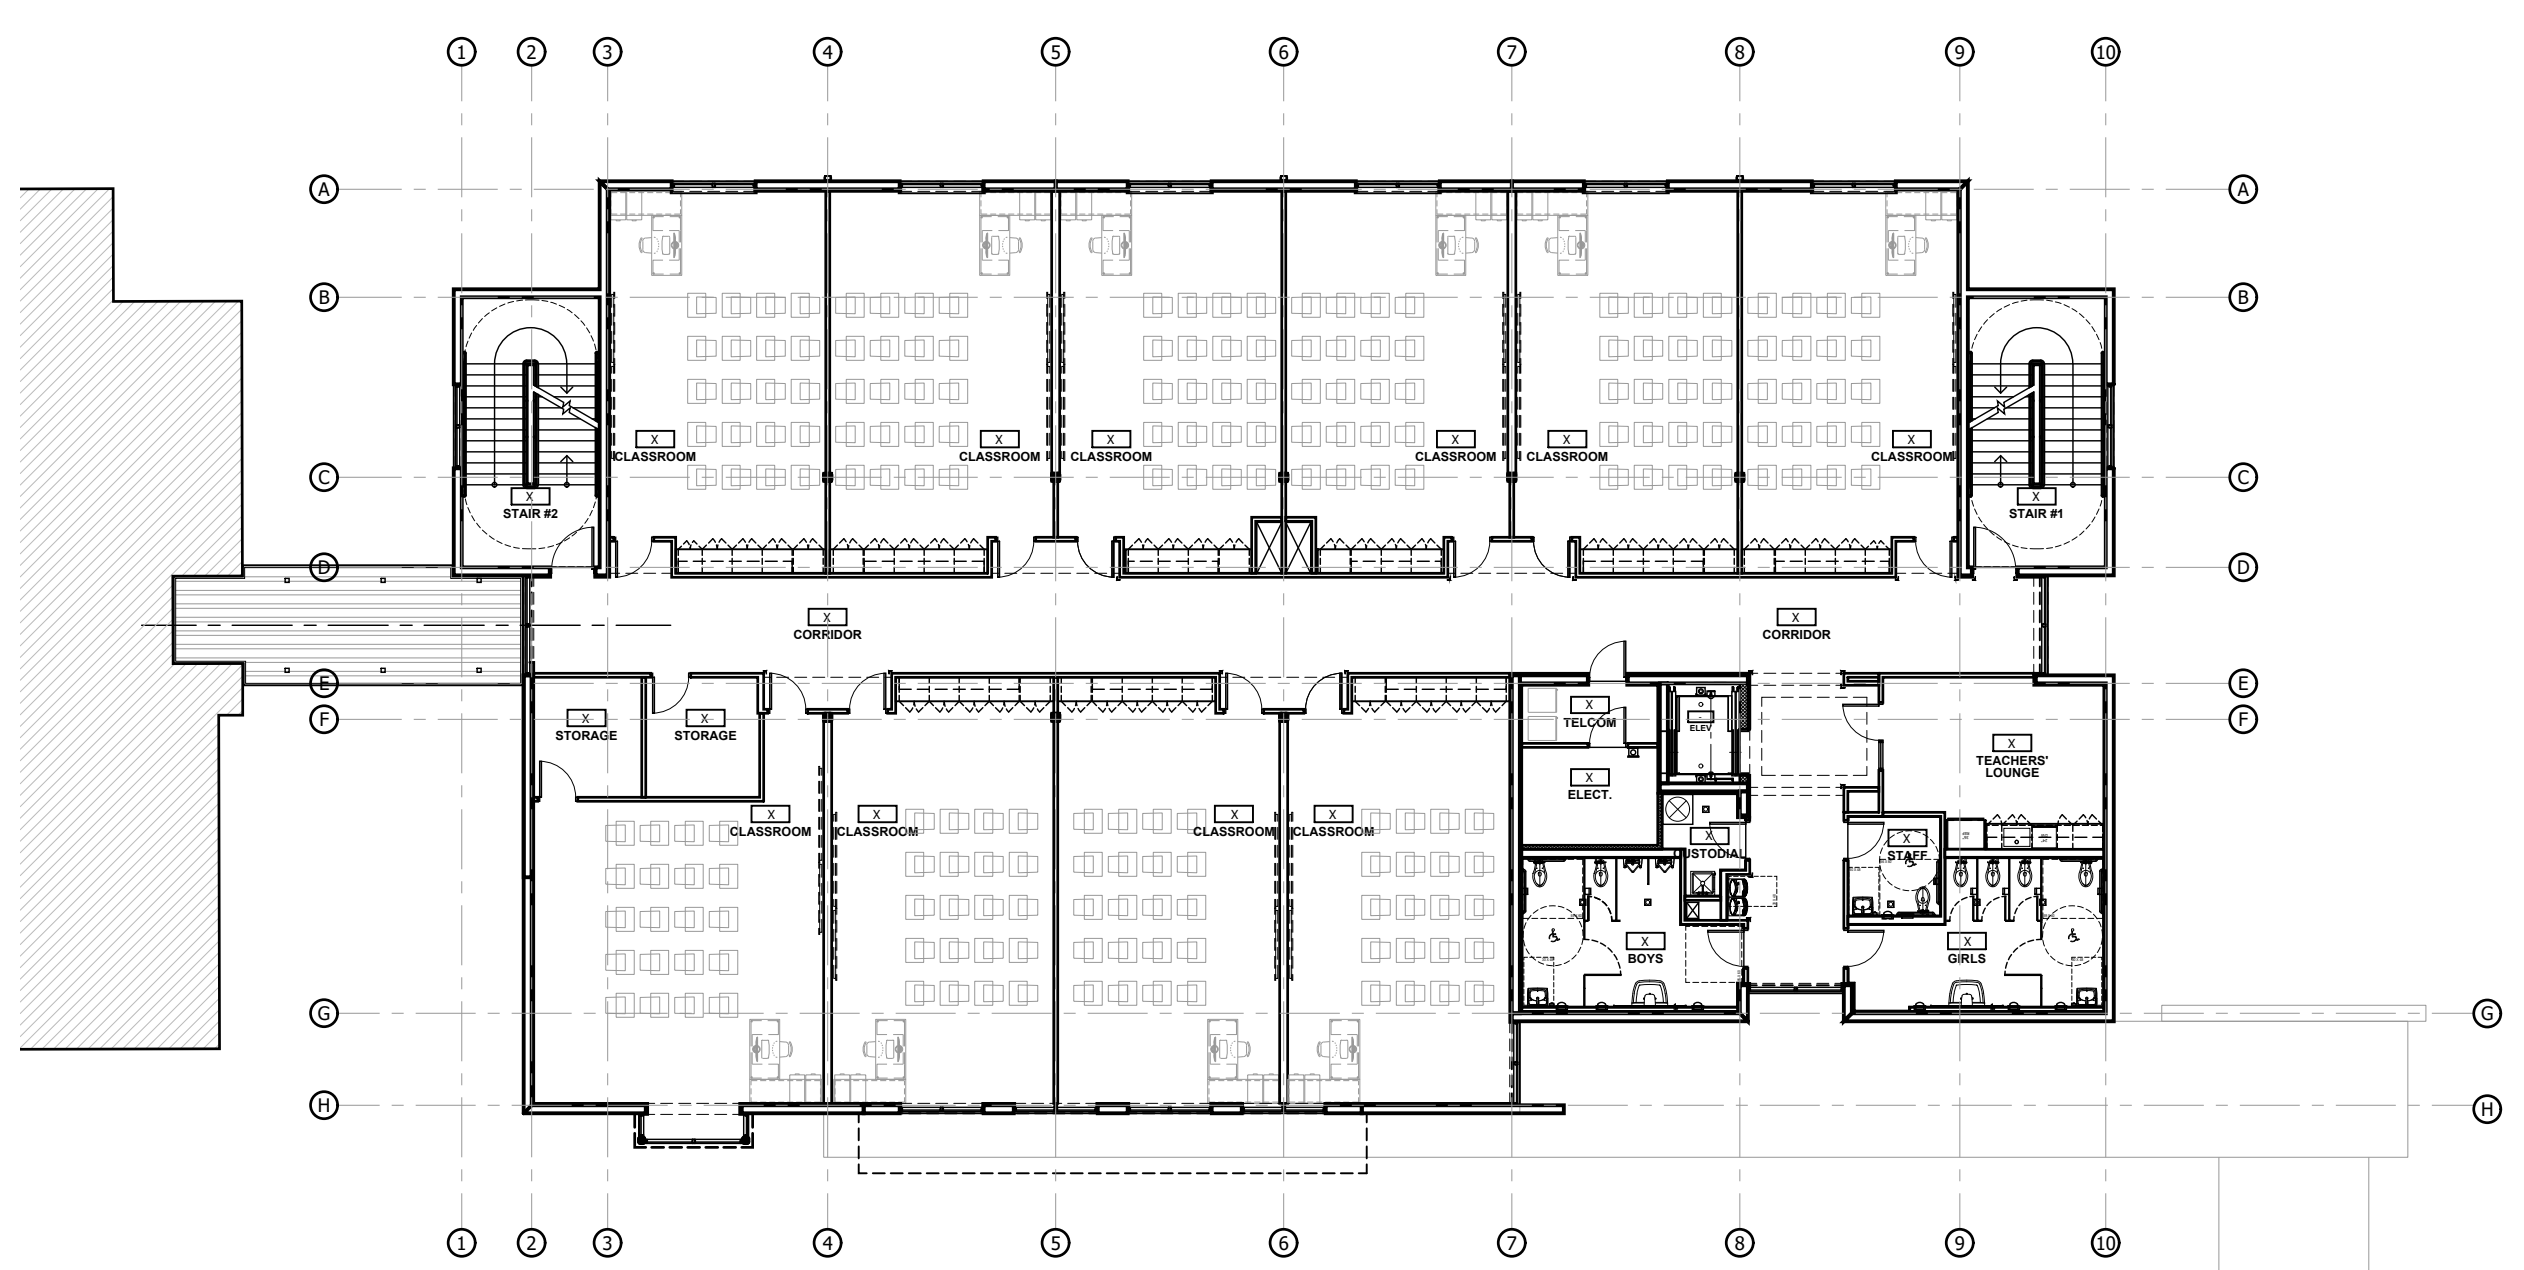 1 2 3 4 5 6 7 8 9 10
A A
B B
X X X X X X
CLASSROOM CLASSROOM CLASSROOM CLASSROOM CLASSROOM CLASSROOM
C C
X X
STAIR #2 STAIR #1
D D
X X
CORRIDOR CORRIDOR
E E
X X X
F F
TELCOM
ELEV
STORAGE STORAGE
X
TEACHERS'
LOUNGE
X
ELECT.
X X X X
CLASSROOM CLASSROOM CLASSROOM CLASSROOM
X X
CUSTODIAL STAFF
X X
BOYS GIRLS
G G
H H
1 2 3 4 5 6 7 8 9 10